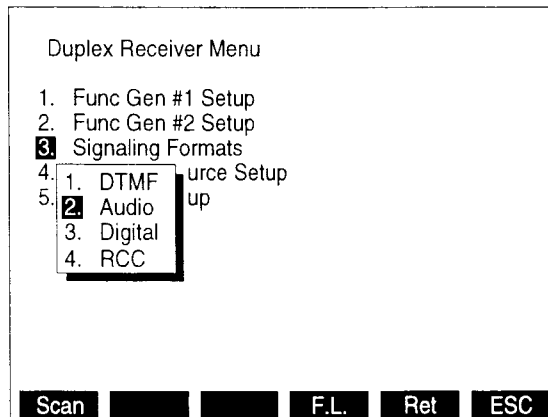 Duplex Receiver Menu
1. Func Gen #1 Setup
2. Func Gen #2 Setup
3. Signaling Formats
4. urce Setup
5. up
1. DTMF
2. Audio
3. Digital
4. RCC
Scan F.L. Ret ESC